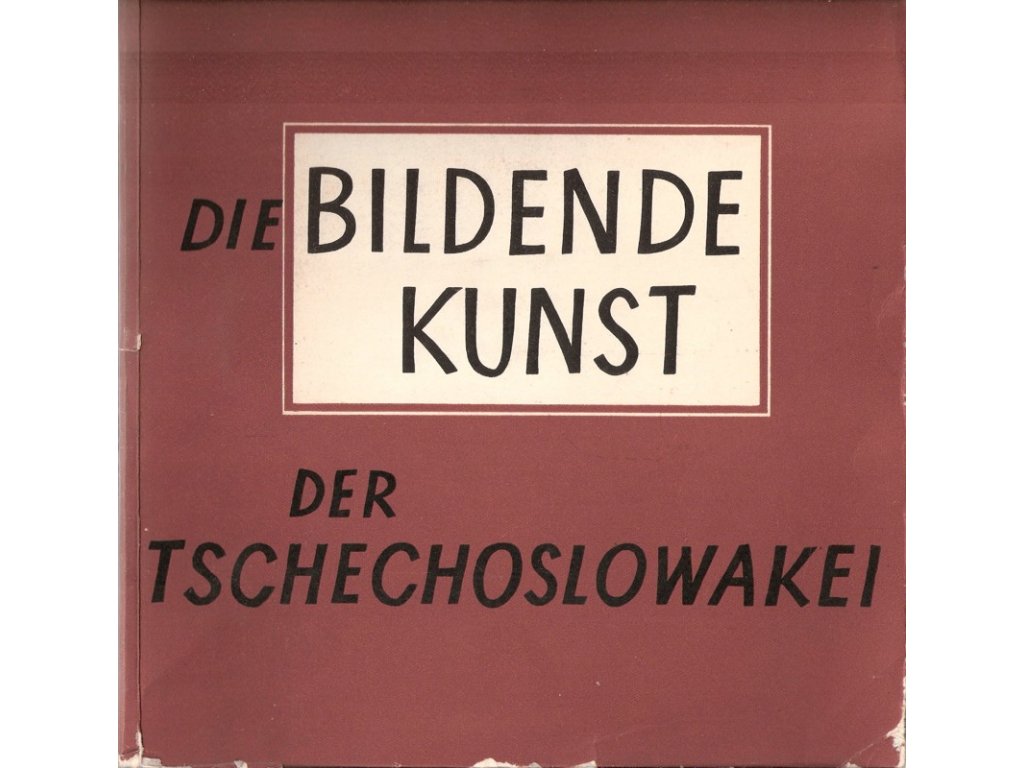 DIE BILDENDE
KUNST
DER
TSCHECHOSLOWAKEI